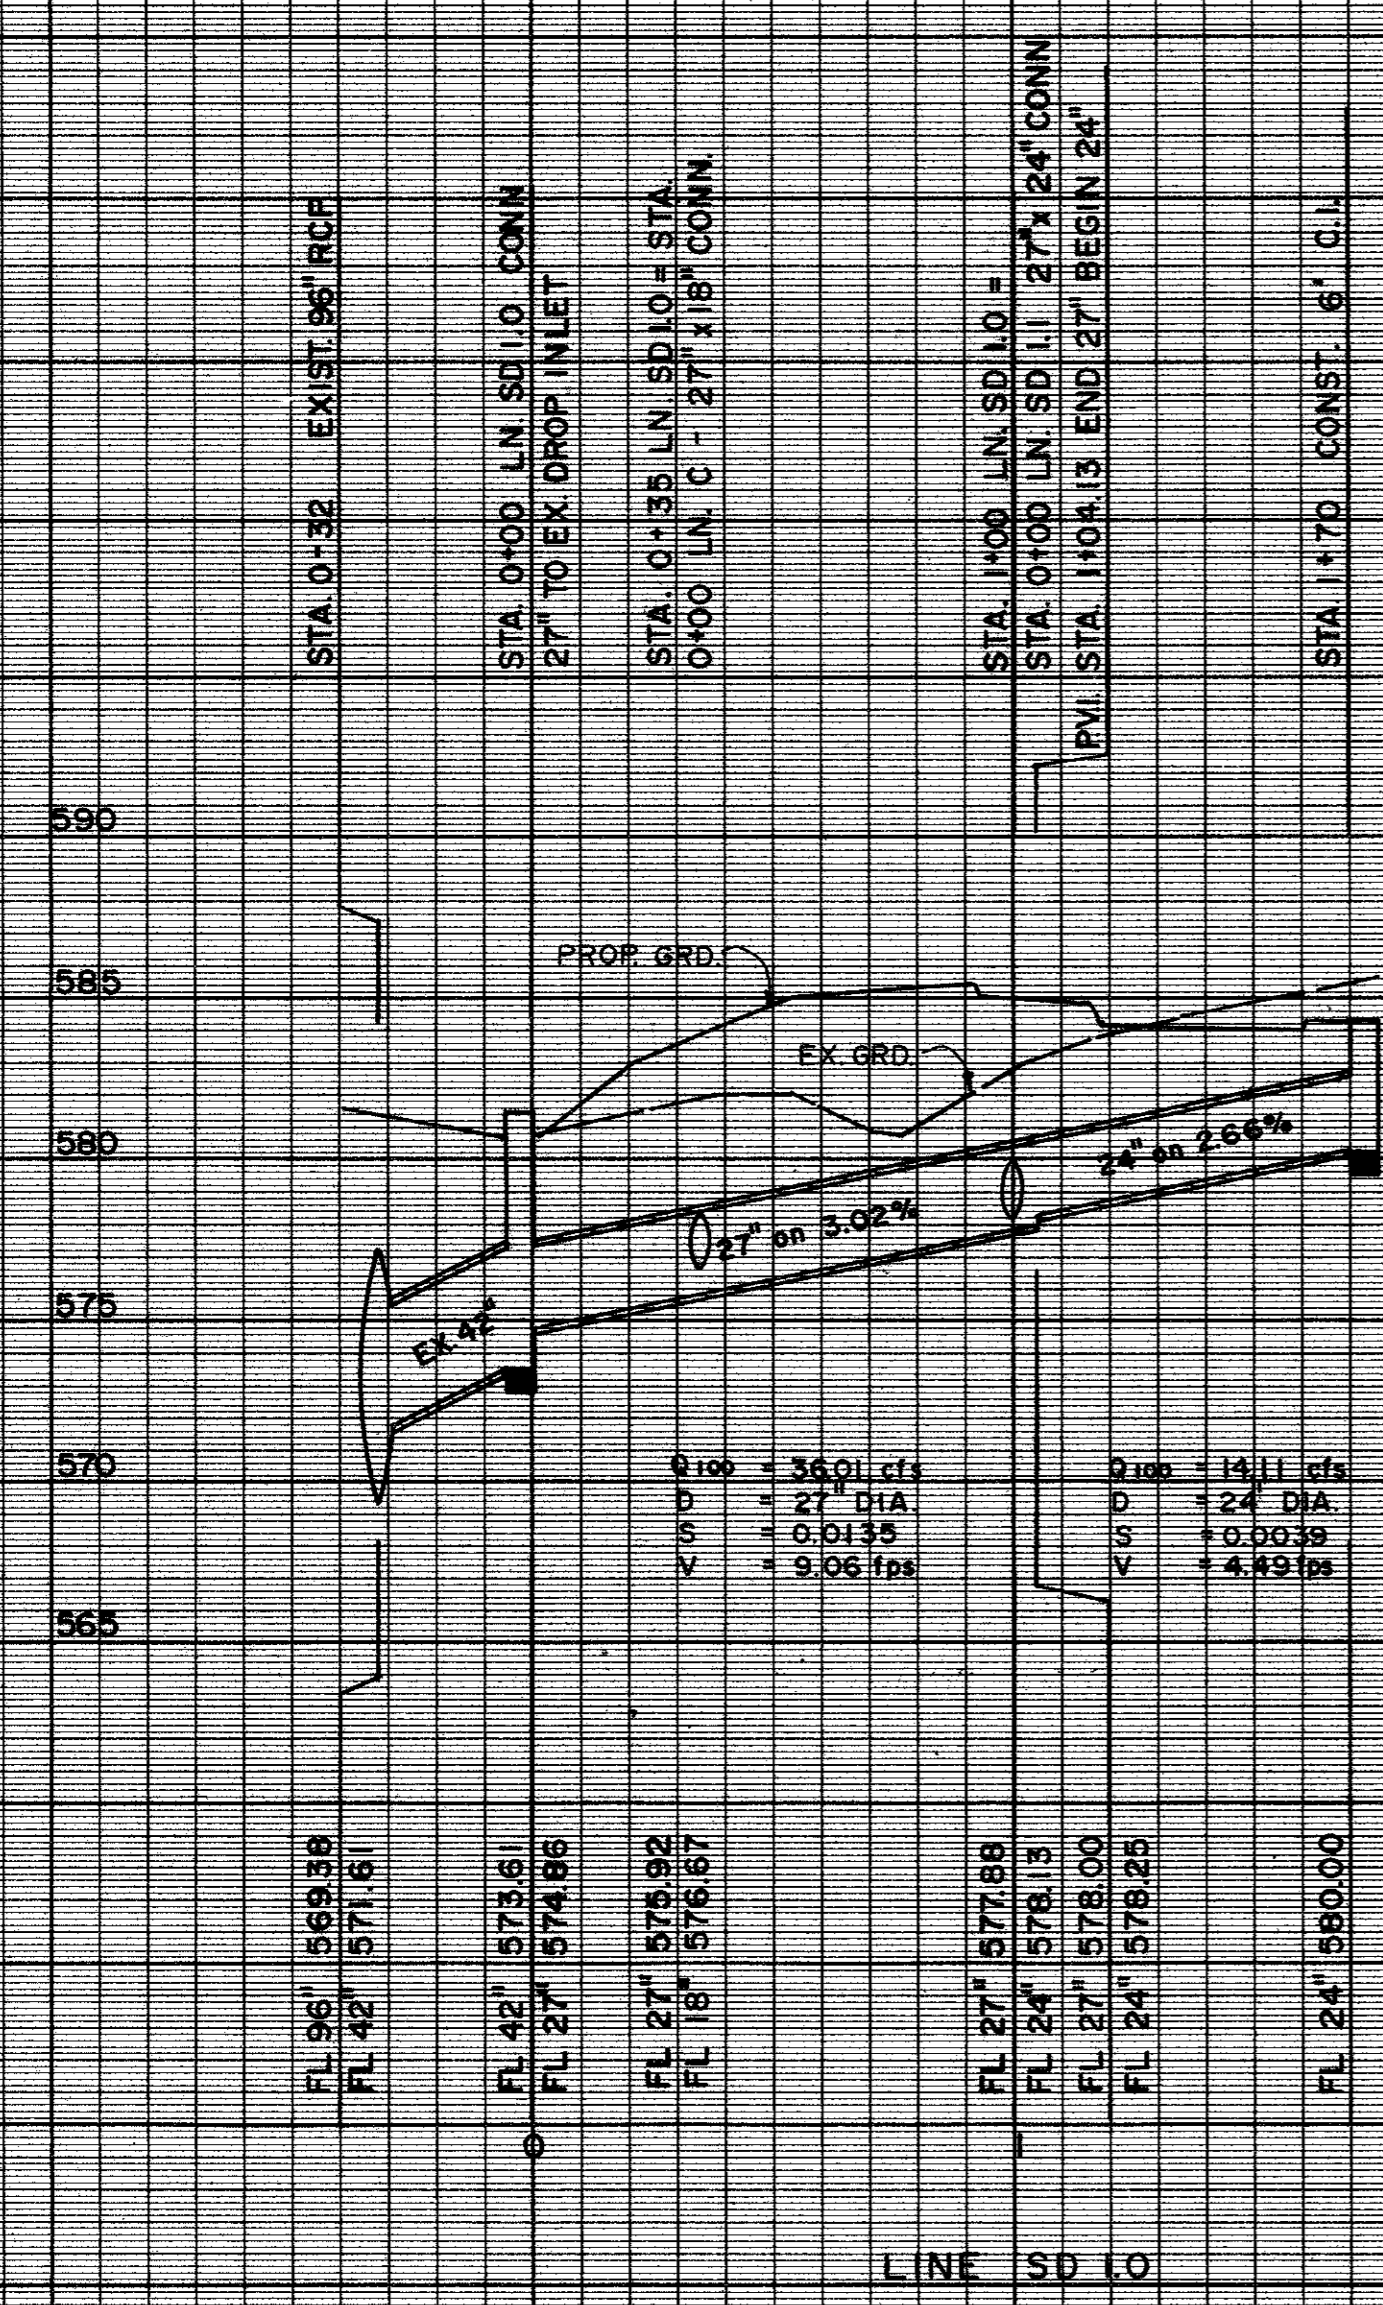 STA. 0-32 EXIST. 96" RCP
STA. 0+00 LN. SD 1.0 CONN
27" TO EX. DROP INLET
STA. 0+35 LN. SD 1.0 = STA.
0+00 LN. C - 27" x 18" CONN.
STA. 1+00 LN. SD 1.0 =
STA. 0+00 LN. SD 1.1 27" x 24" CONN
P.V.I. STA. 1+04.13 END 27" BEGIN 24"
STA. 1+70 CONST. 6' C.I.
590
585
580
575
570
565
PROP. GRD.
EX. GRD.
24" on 2.66%
27" on 3.02%
EX. 42"
Q100 = 36.01 cfs
D = 27" DIA.
S = 0.0135
V = 9.06 fps
Q100 = 14.11 cfs
D = 24" DIA.
S = 0.0039
V = 4.49 fps
FL 96" 569.38
FL 42" 571.61
FL 42" 573.61
FL 27" 574.86
FL 27" 575.92
FL 18" 576.67
FL 27" 577.88
FL 24" 578.13
FL 27" 578.00
FL 24" 578.25
FL 24" 580.00
0
1
LINE SD 1.0